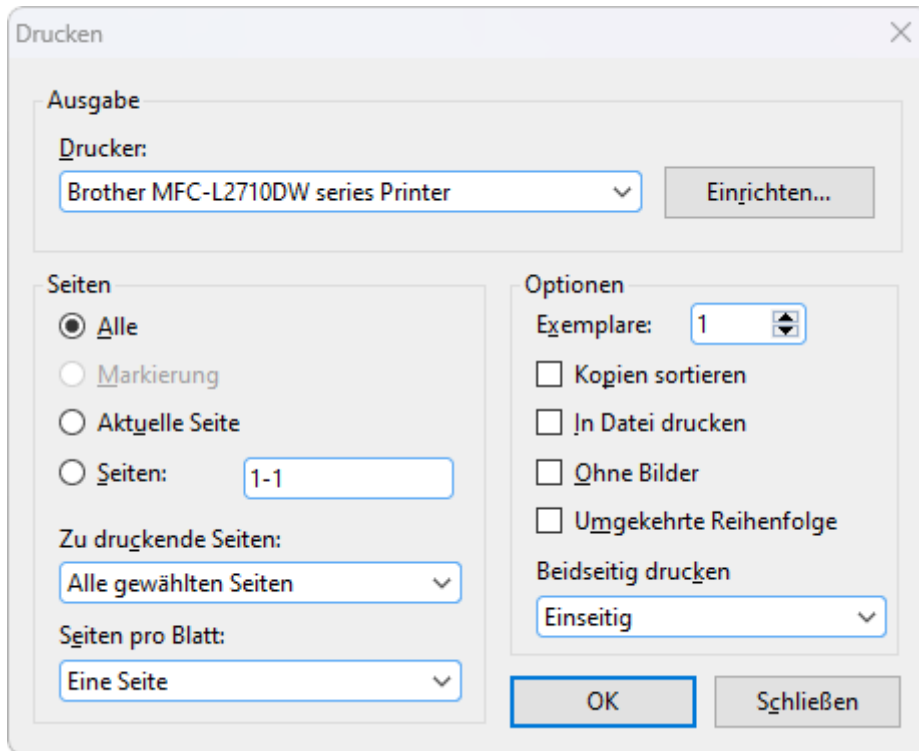 Drucken
Ausgabe
Drucker:
Brother MFC-L2710DW series Printer
Einrichten...
Seiten
Alle
Markierung
Aktuelle Seite
Seiten:
1-1
Zu druckende Seiten:
Alle gewählten Seiten
Seiten pro Blatt:
Eine Seite
Optionen
Exemplare:
1
Kopien sortieren
In Datei drucken
Ohne Bilder
Umgekehrte Reihenfolge
Beidseitig drucken
Einseitig
OK
Schließen